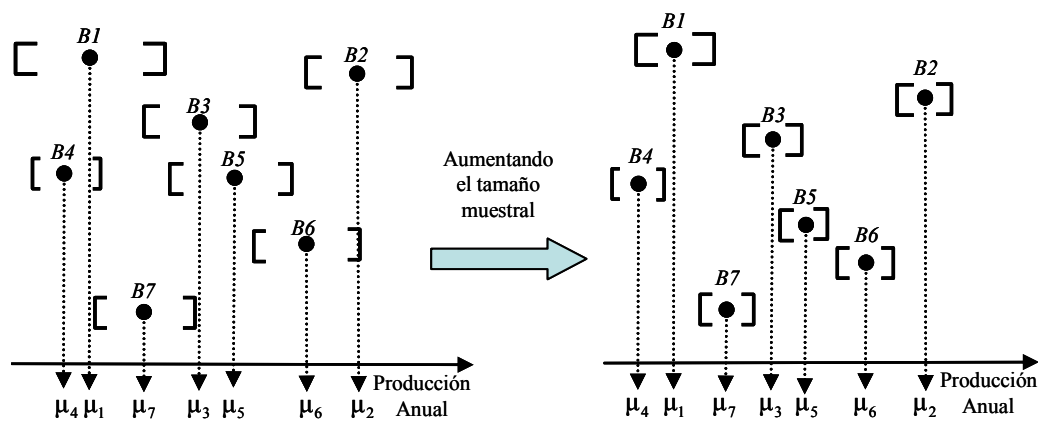 B1
B2
B3
B4
B5
B6
B7
μ4 μ1 μ7 μ3 μ5 μ6 μ2
Producción
Anual
Aumentando
el tamaño
muestral
B1
B2
B3
B4
B5
B6
B7
μ4 μ1 μ7 μ3 μ5 μ6 μ2
Producción
Anual